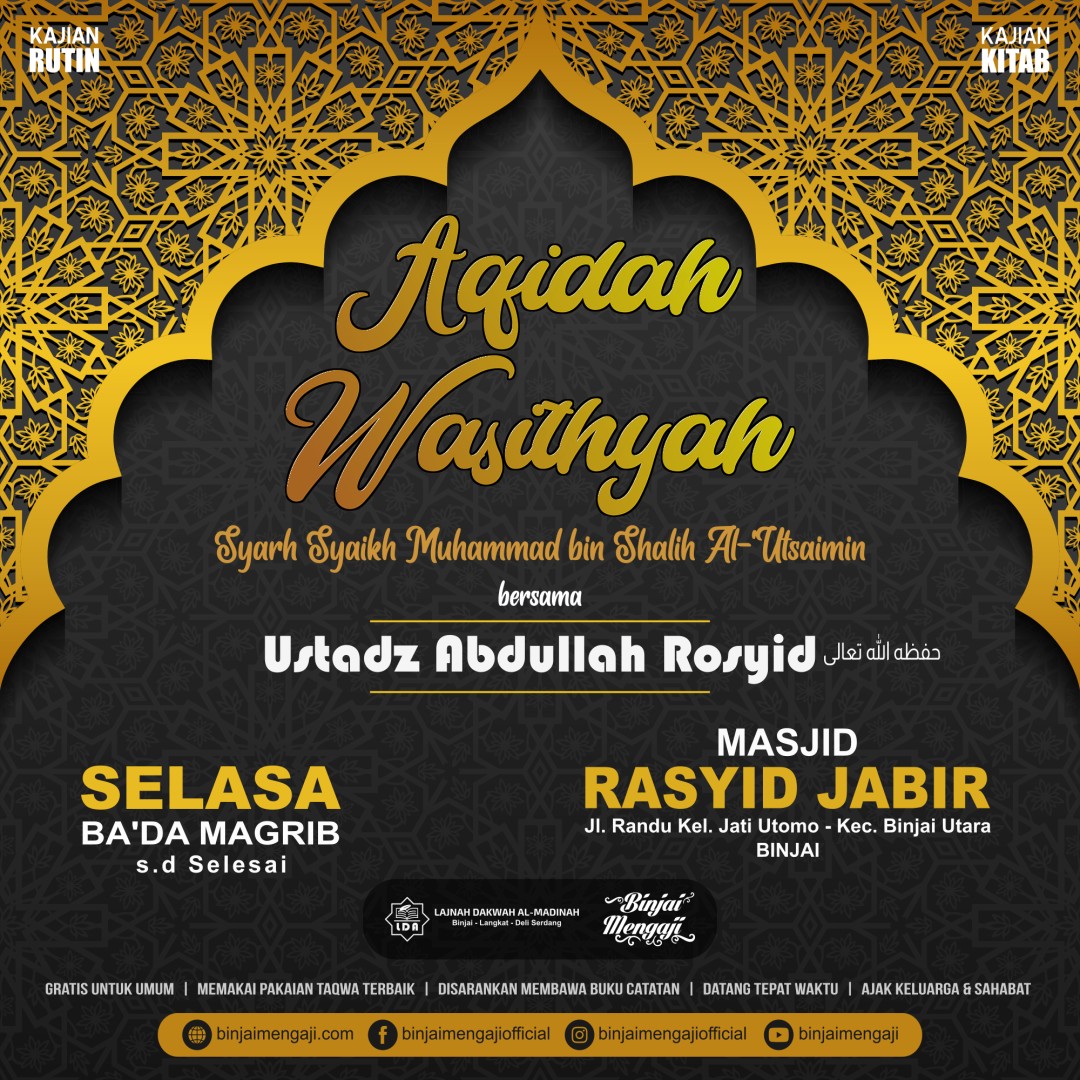 KAJIAN
RUTIN
KAJIAN
KITAB
Aqidah
Wasithyah
Syarh Syaikh Muhammad bin Shalih Al-'Utsaimin
bersama
Ustadz Abdullah Rosyid حفظه الله تعالى
SELASA
BA'DA MAGRIB
s.d Selesai
MASJID
RASYID JABIR
Jl. Randu Kel. Jati Utomo - Kec. Binjai Utara
BINJAI
LDA
LAJNAH DAKWAH AL-MADINAH
Binjai - Langkat - Deli Serdang
Binjai
Mengaji
GRATIS UNTUK UMUM | MEMAKAI PAKAIAN TAQWA TERBAIK | DISARANKAN MEMBAWA BUKU CATATAN | DATANG TEPAT WAKTU | AJAK KELUARGA & SAHABAT
binjaimengaji.com binjaimengajiofficial binjaimengajiofficial binjaimengaji